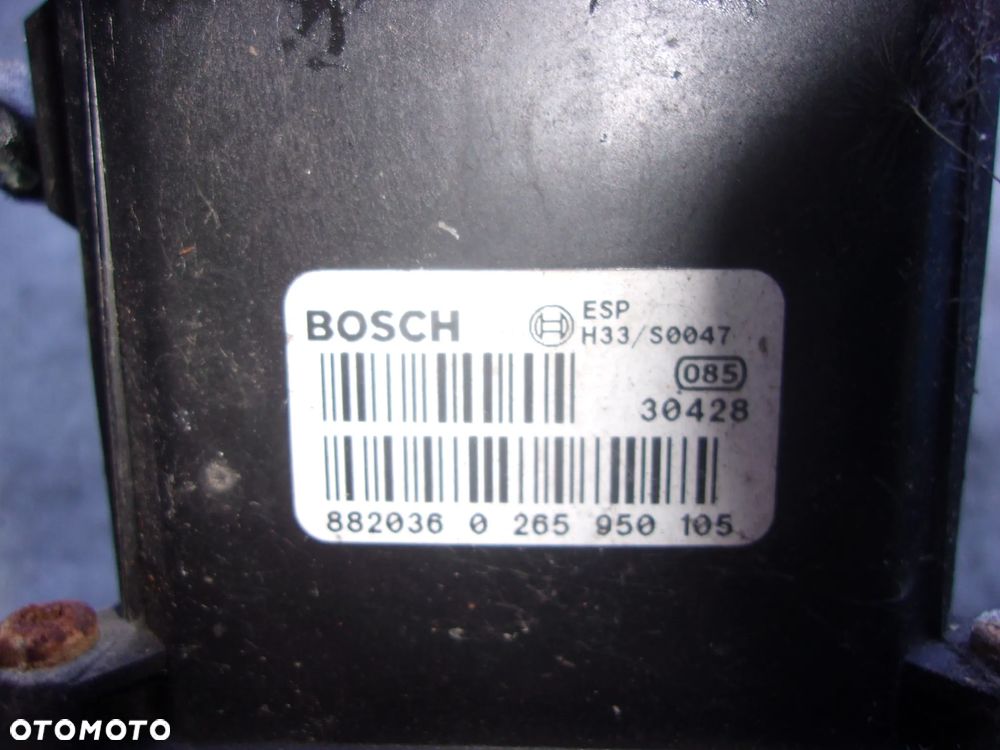 BOSCH
ESP
H33/S0047
085
30428
882036 0 265 950 105
OTOMOTO